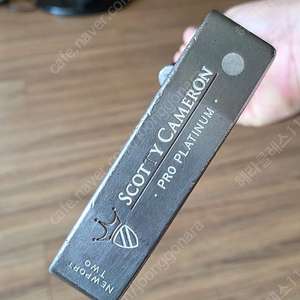 SCOTTY CAMERON
· PRO PLATINUM ·
NEWPORT
TWO